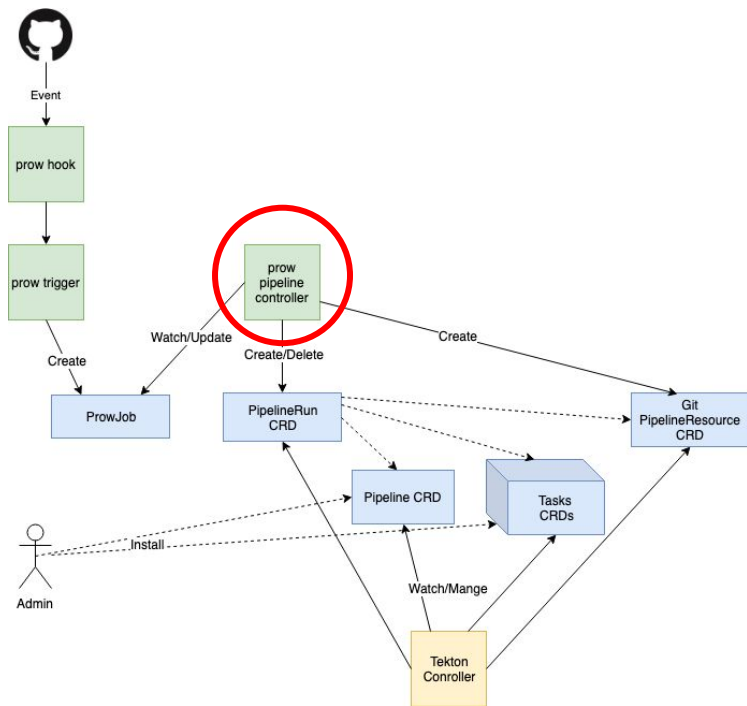 Event
prow hook
prow trigger
prow
pipeline
controller
Watch/Update
Create
Create/Delete
Create
ProwJob
PipelineRun
CRD
Git
PipelineResource
CRD
Pipeline CRD
Tasks
CRDs
Install
Admin
Watch/Mange
Tekton
Conroller